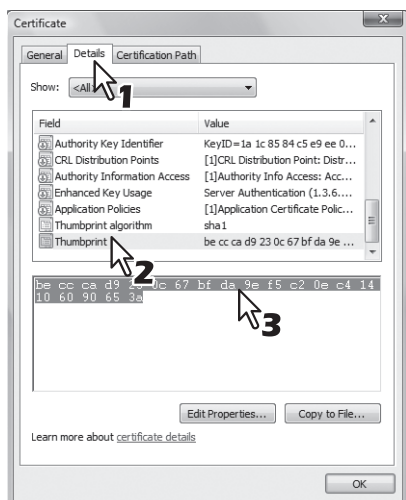 Certificate
General Details Certification Path
Show: <All>
1
Field Value
Authority Key Identifier KeyID=1a 1c 85 84 c5 e9 ee 0...
CRL Distribution Points [1]CRL Distribution Point: Distr...
Authority Information Access [1]Authority Info Access: Acc...
Enhanced Key Usage Server Authentication (1.3.6....
Application Policies [1]Application Certificate Polic...
Thumbprint algorithm sha1
Thumbprint be cc ca d9 23 0c 67 bf da 9e ...
2
be cc ca d9 23 0c 67 bf da 9e f5 c2 0e c4 14
10 60 90 65 3a
3
Edit Properties... Copy to File...
Learn more about certificate details
OK